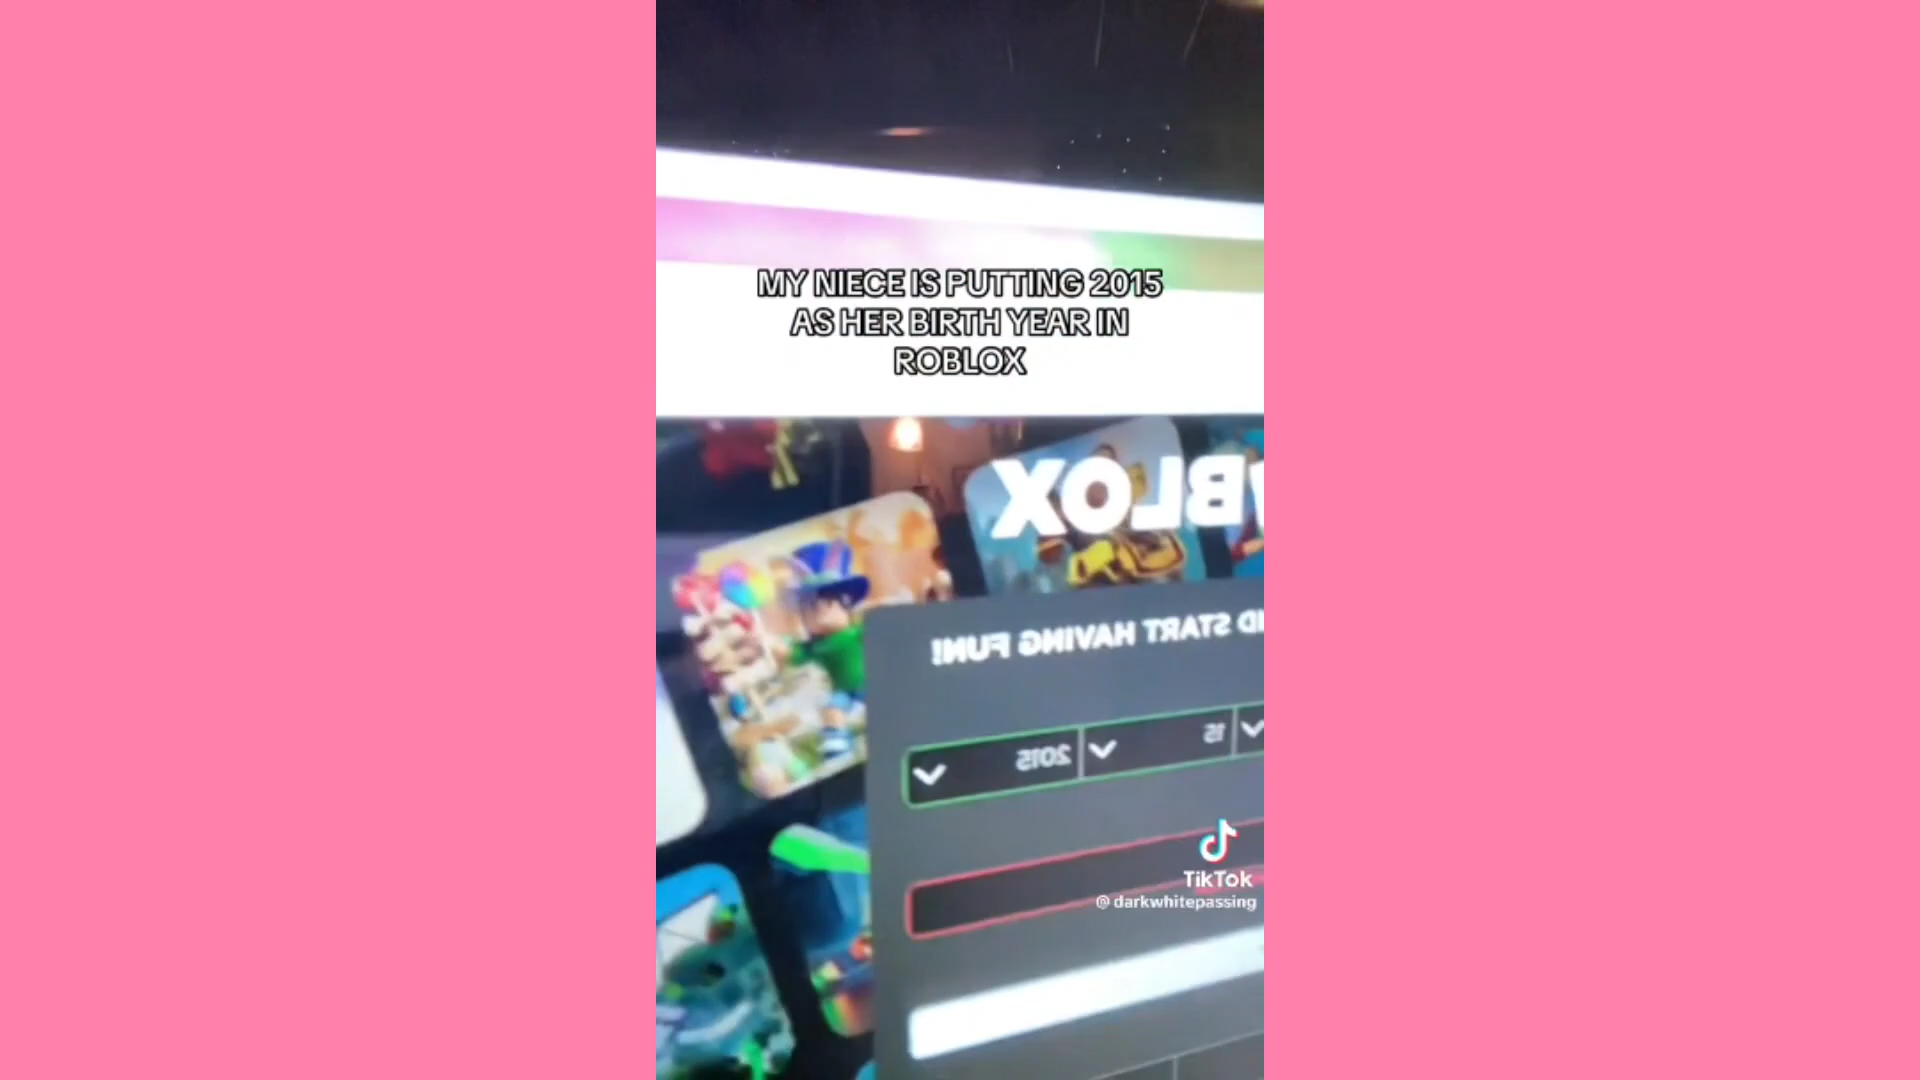 MY NIECE IS PUTTING 2015
AS HER BIRTH YEAR IN
ROBLOX
BLOX
START HAVING FUN!
15
2015
TikTok
@darkwhitepassing